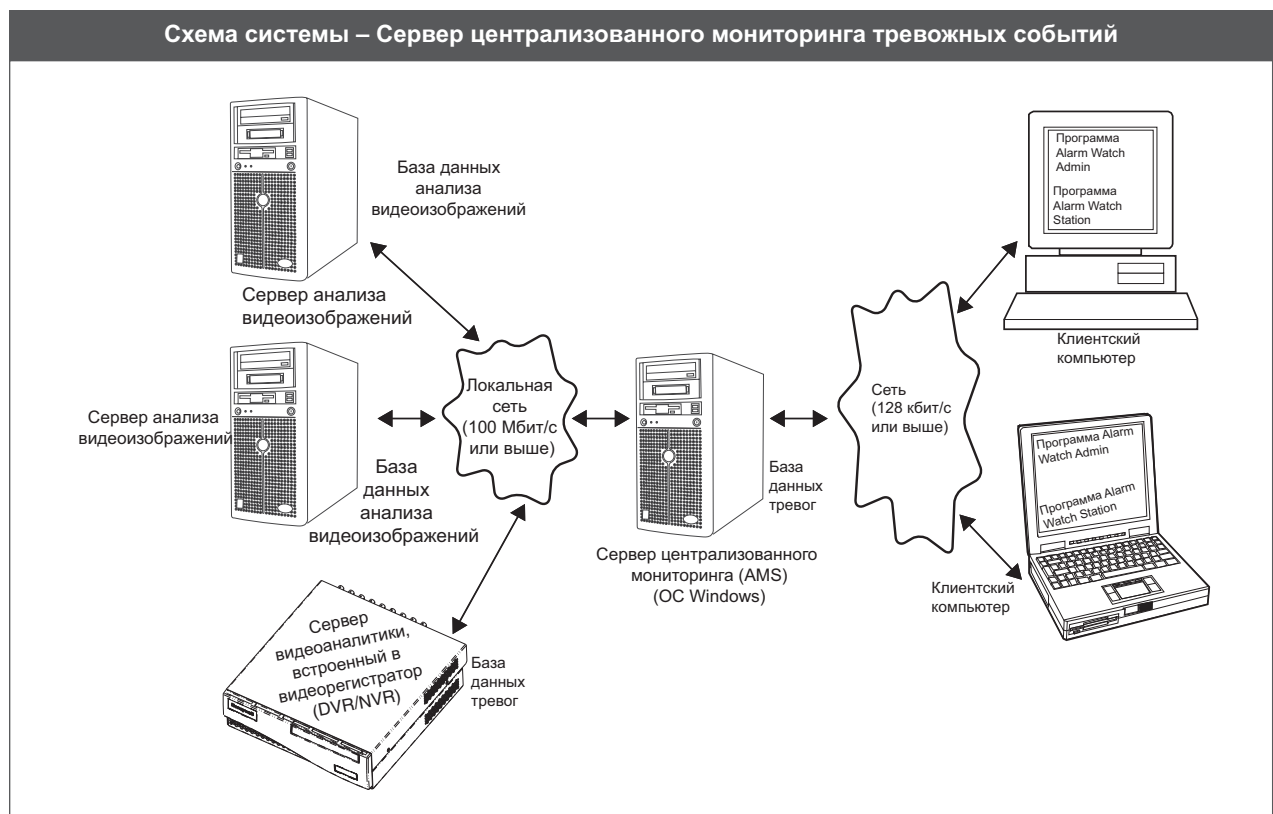 Схема системы – Сервер централизованного мониторинга тревожных событий
База данных
анализа
видеоизображений
Сервер анализа
видеоизображений
Сервер анализа
видеоизображений
База
данных
анализа
видеоизображений
Локальная
сеть
(100 Мбит/с
или выше)
Сервер
видеоаналитики,
встроенный в
видеорегистратор
(DVR/NVR)
База
данных
тревог
База
данных
тревог
Сервер централизованного
мониторинга (AMS)
(ОС Windows)
Сеть
(128 кбит/с
или выше)
Программа
Alarm Watch
Admin
Программа
Alarm Watch
Station
Клиентский
компьютер
Программа Alarm
Watch Admin
Программа Alarm
Watch Station
Клиентский
компьютер